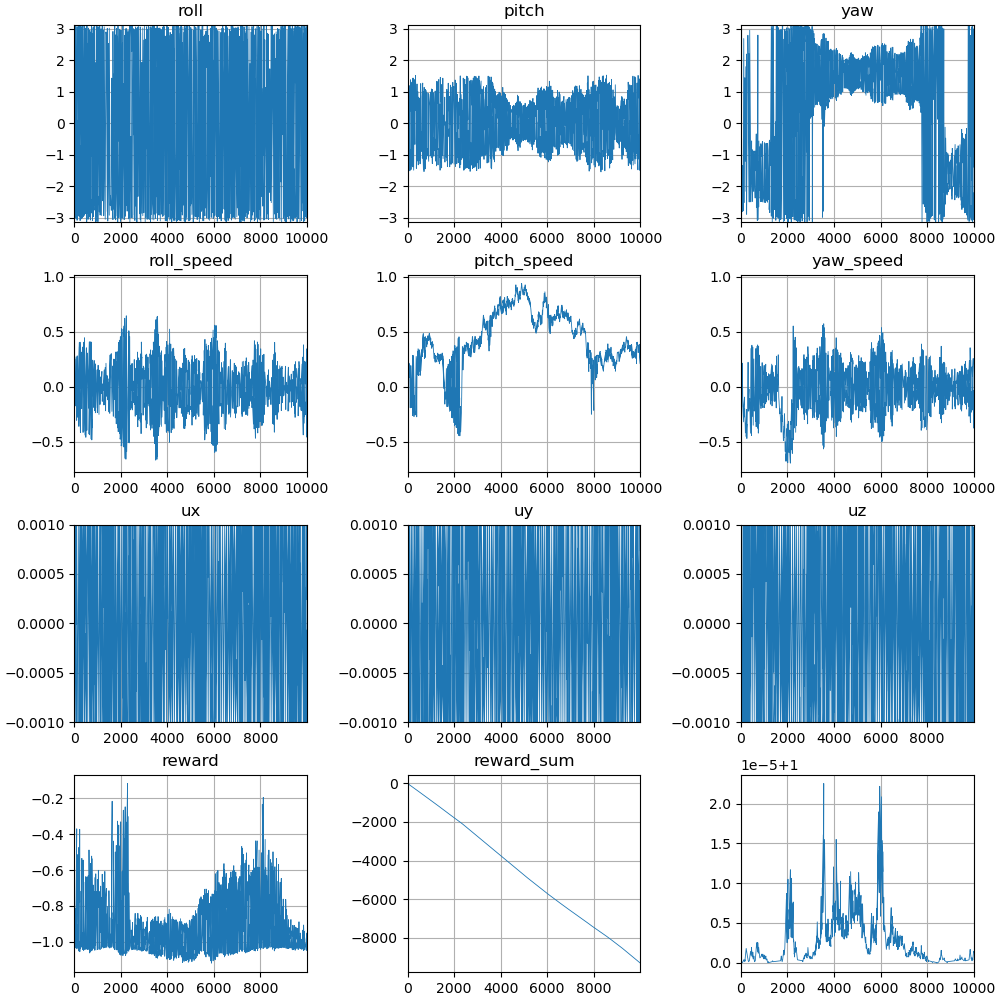 roll pitch yaw
3 3 3
2 2 2
1 1 1
0 0 0
−1 −1 −1
−2 −2 −2
−3 −3 −3
0 2000 4000 6000 8000 10000 0 2000 4000 6000 8000 10000 0 2000 4000 6000 8000 10000
roll_speed pitch_speed yaw_speed
1.0 1.0 1.0
0.5 0.5 0.5
0.0 0.0 0.0
−0.5 −0.5 −0.5
0 2000 4000 6000 8000 10000 0 2000 4000 6000 8000 10000 0 2000 4000 6000 8000 10000
ux uy uz
0.0010 0.0010 0.0010
0.0005 0.0005 0.0005
0.0000 0.0000 0.0000
−0.0005 −0.0005 −0.0005
−0.0010 −0.0010 −0.0010
0 2000 4000 6000 8000 0 2000 4000 6000 8000 0 2000 4000 6000 8000
reward reward_sum 1e−5+1
−0.2 0 2.0
−0.4 −2000 1.5
−0.6 −4000 1.0
−0.8 −6000 0.5
−1.0 −8000 0.0
0 2000 4000 6000 8000 0 2000 4000 6000 8000 0 2000 4000 6000 8000 10000